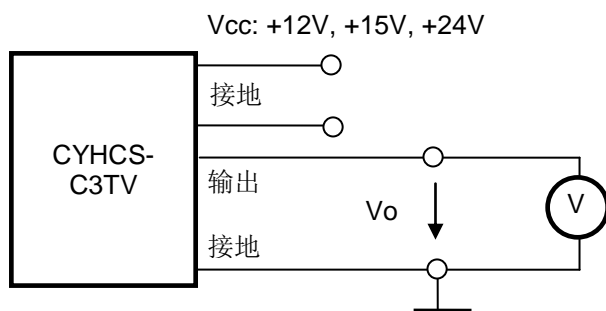 Vcc: +12V, +15V, +24V
接地
CYHCS-
C3TV
输出
Vo
V
接地